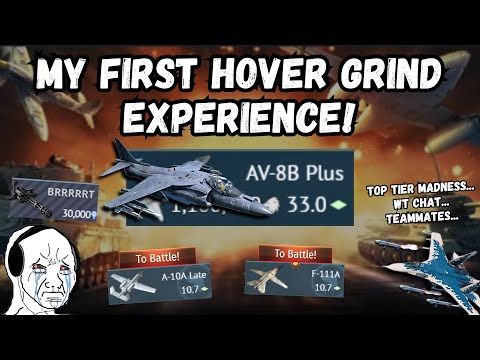 MY FIRST HOVER GRIND
EXPERIENCE!
AV-8B Plus
33.0
BRRRRRT
30,000
TOP TIER MADNESS...
WT CHAT...
TEAMMATES...
To Battle!
A-10A Late
10.7
To Battle!
F-111A
10.7